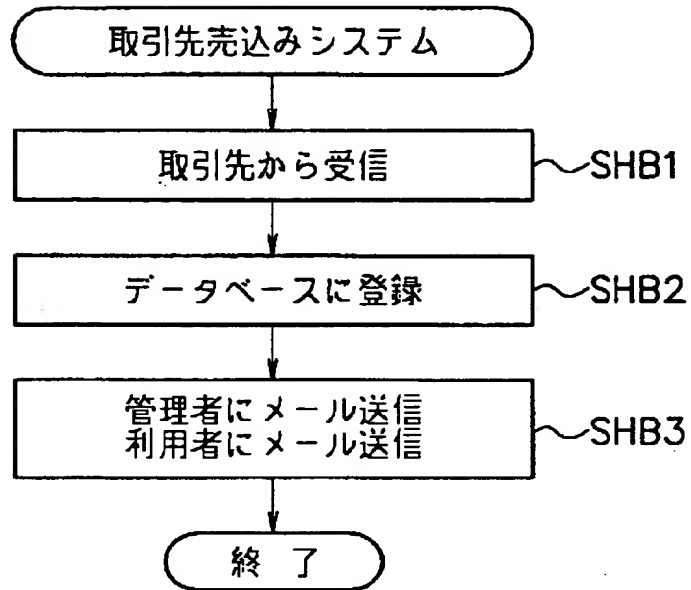 取引先売込みシステム
取引先から受信
SHB1
データベースに登録
SHB2
管理者にメール送信
利用者にメール送信
SHB3
終了